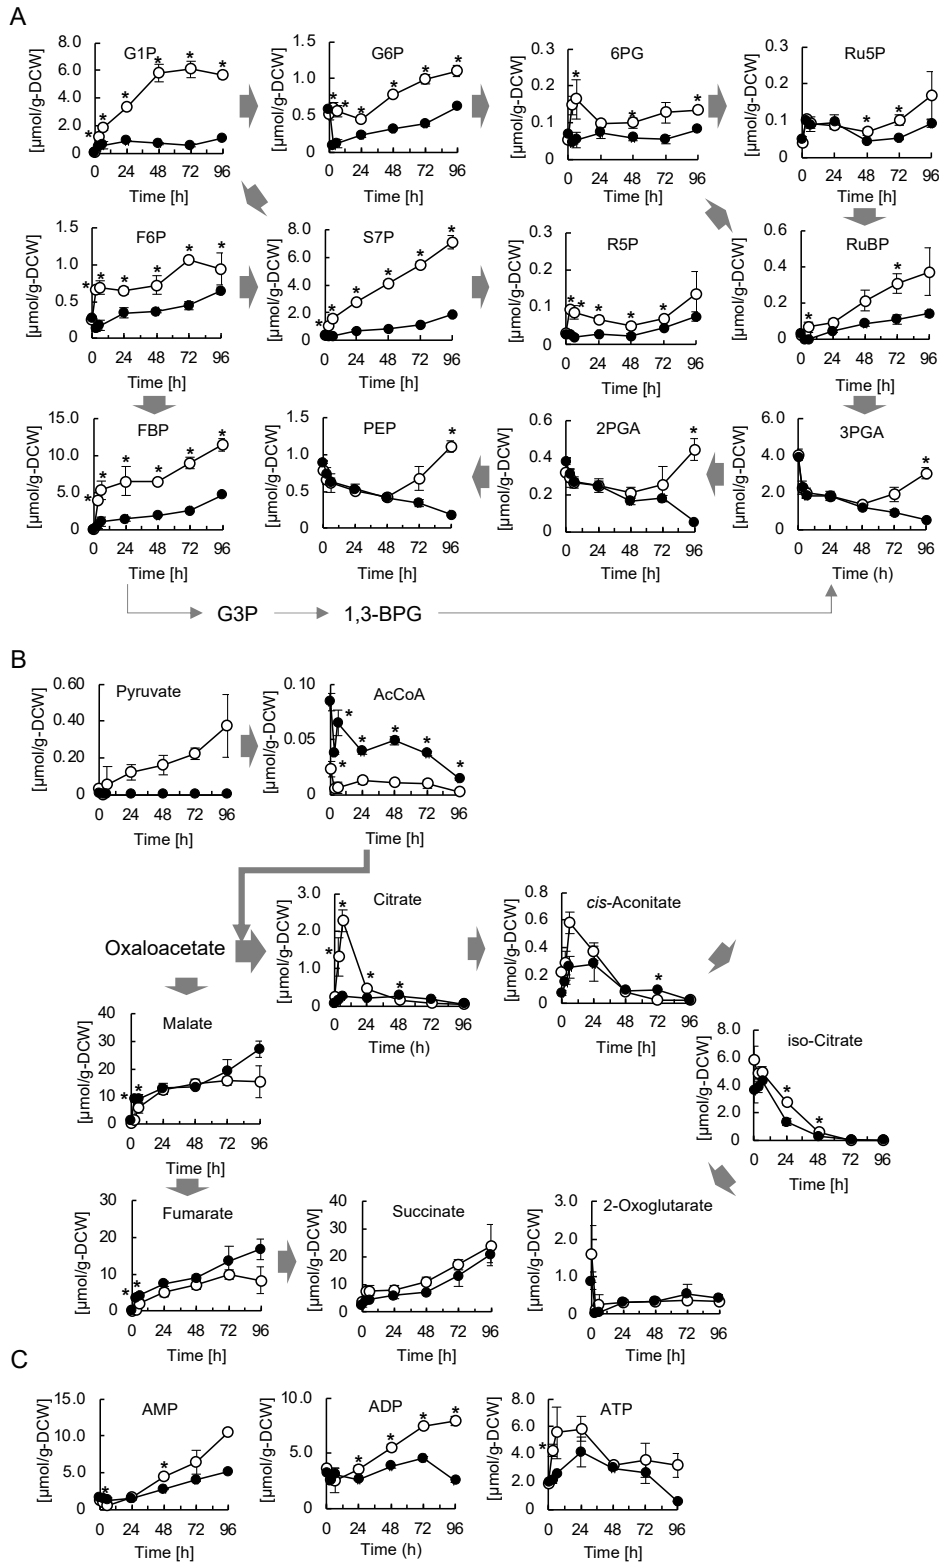 A
G1P G6P 6PG Ru5P
[µmol/g-DCW] 8.0 6.0 4.0 2.0 0
* * * * * *
0 24 48 72 96
Time [h]
[µmol/g-DCW] 1.5 1.0 0.5 0
* * * * * *
0 24 48 72 96
Time [h]
[µmol/g-DCW] 0.3 0.2 0.1 0
* * *
0 24 48 72 96
Time [h]
[µmol/g-DCW] 0.3 0.2 0.1 0
* *
0 24 48 72 96
Time [h]
F6P S7P R5P RuBP
[µmol/g-DCW] 1.5 1.0 0.5 0
* * * * * *
0 24 48 72 96
Time [h]
[µmol/g-DCW] 8.0 6.0 4.0 2.0 0
* * * * * *
0 24 48 72 96
Time [h]
[µmol/g-DCW] 0.3 0.2 0.1 0
* * * * *
0 24 48 72 96
Time [h]
[µmol/g-DCW] 0.6 0.4 0.2 0
* *
0 24 48 72 96
Time [h]
FBP PEP 2PGA 3PGA
[µmol/g-DCW] 15.0 10.0 5.0 0
* * * * * *
0 24 48 72 96
Time [h]
[µmol/g-DCW] 1.5 1.0 0.5 0
*
0 24 48 72 96
Time [h]
[µmol/g-DCW] 0.6 0.4 0.2 0
*
0 24 48 72 96
Time [h]
[µmol/g-DCW] 6.0 4.0 2.0 0
*
0 24 48 72 96
Time (h)
G3P 1,3-BPG
B
Pyruvate AcCoA
[µmol/g-DCW] 0.60 0.40 0.20 0
0 24 48 72 96
Time [h]
[µmol/g-DCW] 0.10 0.05 0
* * * * * *
0 24 48 72 96
Time [h]
Oxaloacetate
Citrate
[µmol/g-DCW] 3.0 2.0 1.0 0
* * * *
0 24 48 72 96
Time (h)
cis-Aconitate
[µmol/g-DCW] 0.8 0.6 0.4 0.2 0
*
0 24 48 72 96
Time [h]
Malate
[µmol/g-DCW] 40 30 20 10 0
* *
0 24 48 72 96
Time [h]
iso-Citrate
[µmol/g-DCW] 8.0 6.0 4.0 2.0 0
* *
0 24 48 72 96
Time [h]
Fumarate
[µmol/g-DCW] 30 20 10 0
* *
0 24 48 72 96
Time [h]
Succinate
[µmol/g-DCW] 40 30 20 10 0
0 24 48 72 96
Time [h]
2-Oxoglutarate
[µmol/g-DCW] 3.0 2.0 1.0 0
0 24 48 72 96
Time [h]
C
AMP
[µmol/g-DCW] 15.0 10.0 5.0 0
* *
0 24 48 72 96
Time [h]
ADP
[µmol/g-DCW] 10.0 5.0 0
* * * *
0 24 48 72 96
Time (h)
ATP
[µmol/g-DCW] 8.0 6.0 4.0 2.0 0
*
0 24 48 72 96
Time [h]